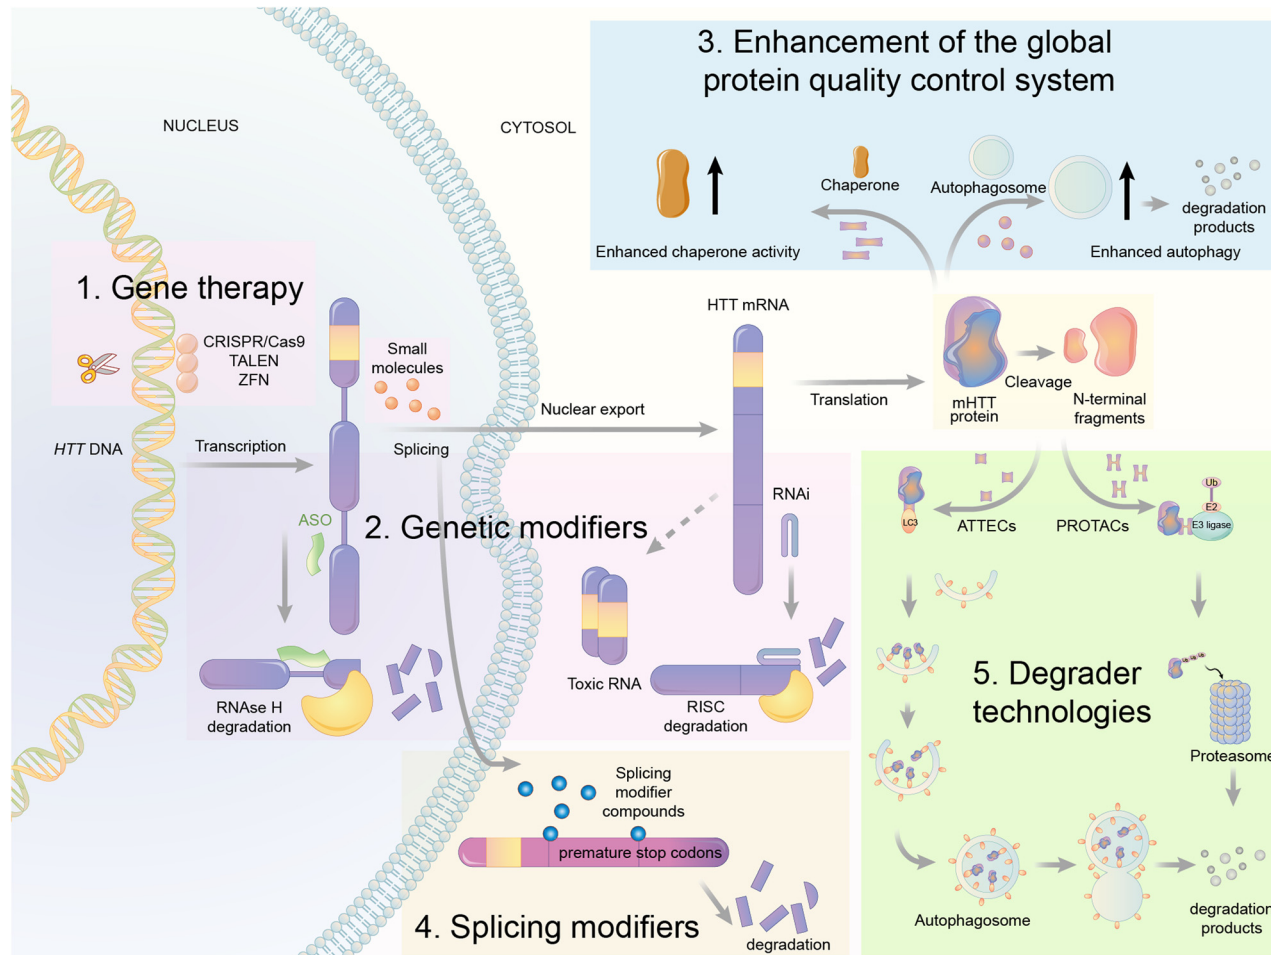 3. Enhancement of the global
protein quality control system
NUCLEUS
CYTOSOL
Chaperone
Autophagosome
degradation
products
Enhanced chaperone activity
Enhanced autophagy
1. Gene therapy
CRISPR/Cas9
TALEN
ZFN
Small
molecules
HTT mRNA
Nuclear export
Translation
Cleavage
mHTT
protein
N-terminal
fragments
HTT DNA
Transcription
Splicing
2. Genetic modifiers
ASO
RNAi
RNAse H
degradation
Toxic RNA
RISC
degradation
LC3
ATTECs
PROTACs
Ub
E2
E3 ligase
Ub
Ub
Ub
5. Degrader
technologies
Proteasome
Autophagosome
degradation
products
Splicing
modifier
compounds
premature stop codons
4. Splicing modifiers
degradation